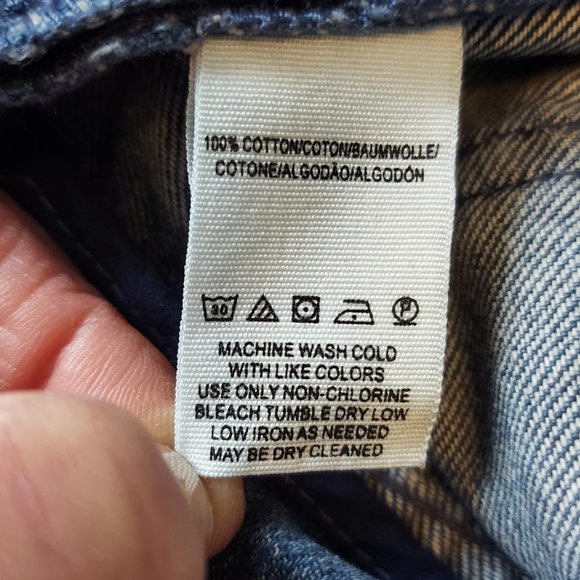 100% COTTON/COTON/BAUMWOLLE/
COTONE/ALGODÃO/ALGODÓN
30 P
MACHINE WASH COLD
WITH LIKE COLORS
USE ONLY NON-CHLORINE
BLEACH TUMBLE DRY LOW
LOW IRON AS NEEDED
MAY BE DRY CLEANED